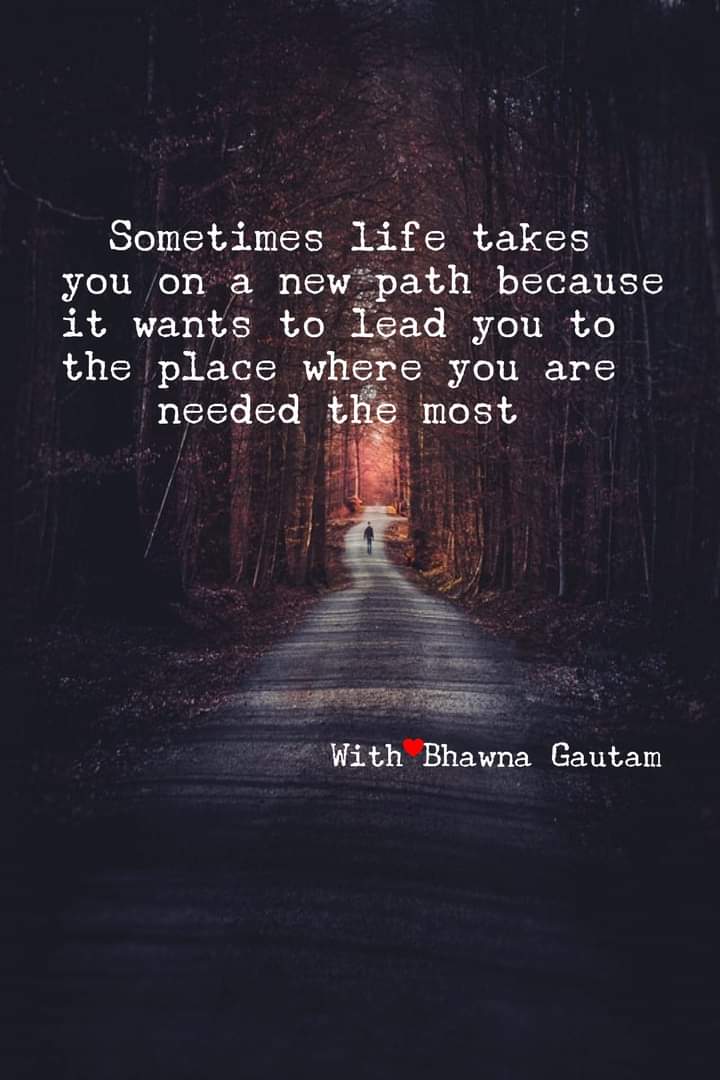 Sometimes life takes
you on a new path because
it wants to lead you to
the place where you are
needed the most
With❤Bhawna Gautam